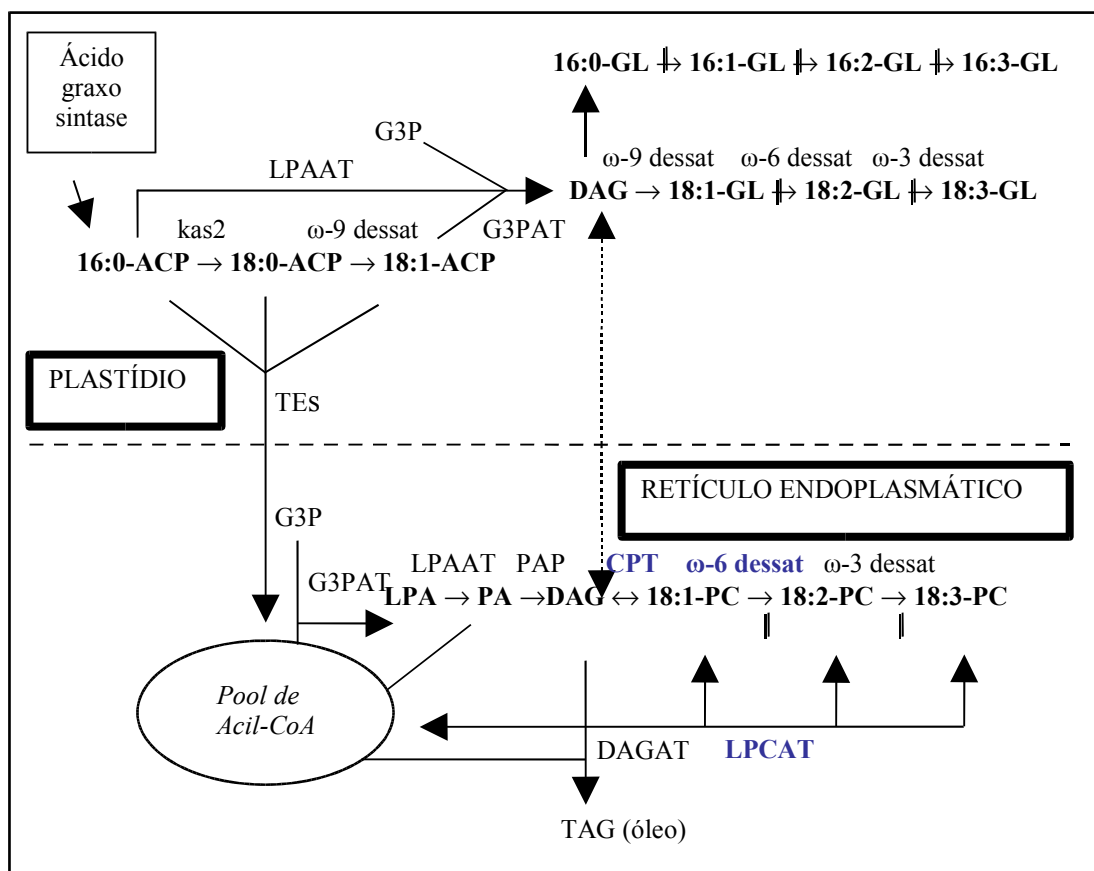 Ácido
graxo
sintase
16:0-GL → 16:1-GL → 16:2-GL → 16:3-GL
G3P
LPAAT
ω-9 dessat ω-6 dessat ω-3 dessat
DAG → 18:1-GL → 18:2-GL → 18:3-GL
G3PAT
kas2 ω-9 dessat
16:0-ACP → 18:0-ACP → 18:1-ACP
PLASTÍDIO
TEs
RETÍCULO ENDOPLASMÁTICO
G3P
G3PAT
LPAAT PAP CPT ω-6 dessat ω-3 dessat
LPA → PA → DAG ↔ 18:1-PC → 18:2-PC → 18:3-PC
Pool de
Acil-CoA
DAGAT LPCAT
TAG (óleo)